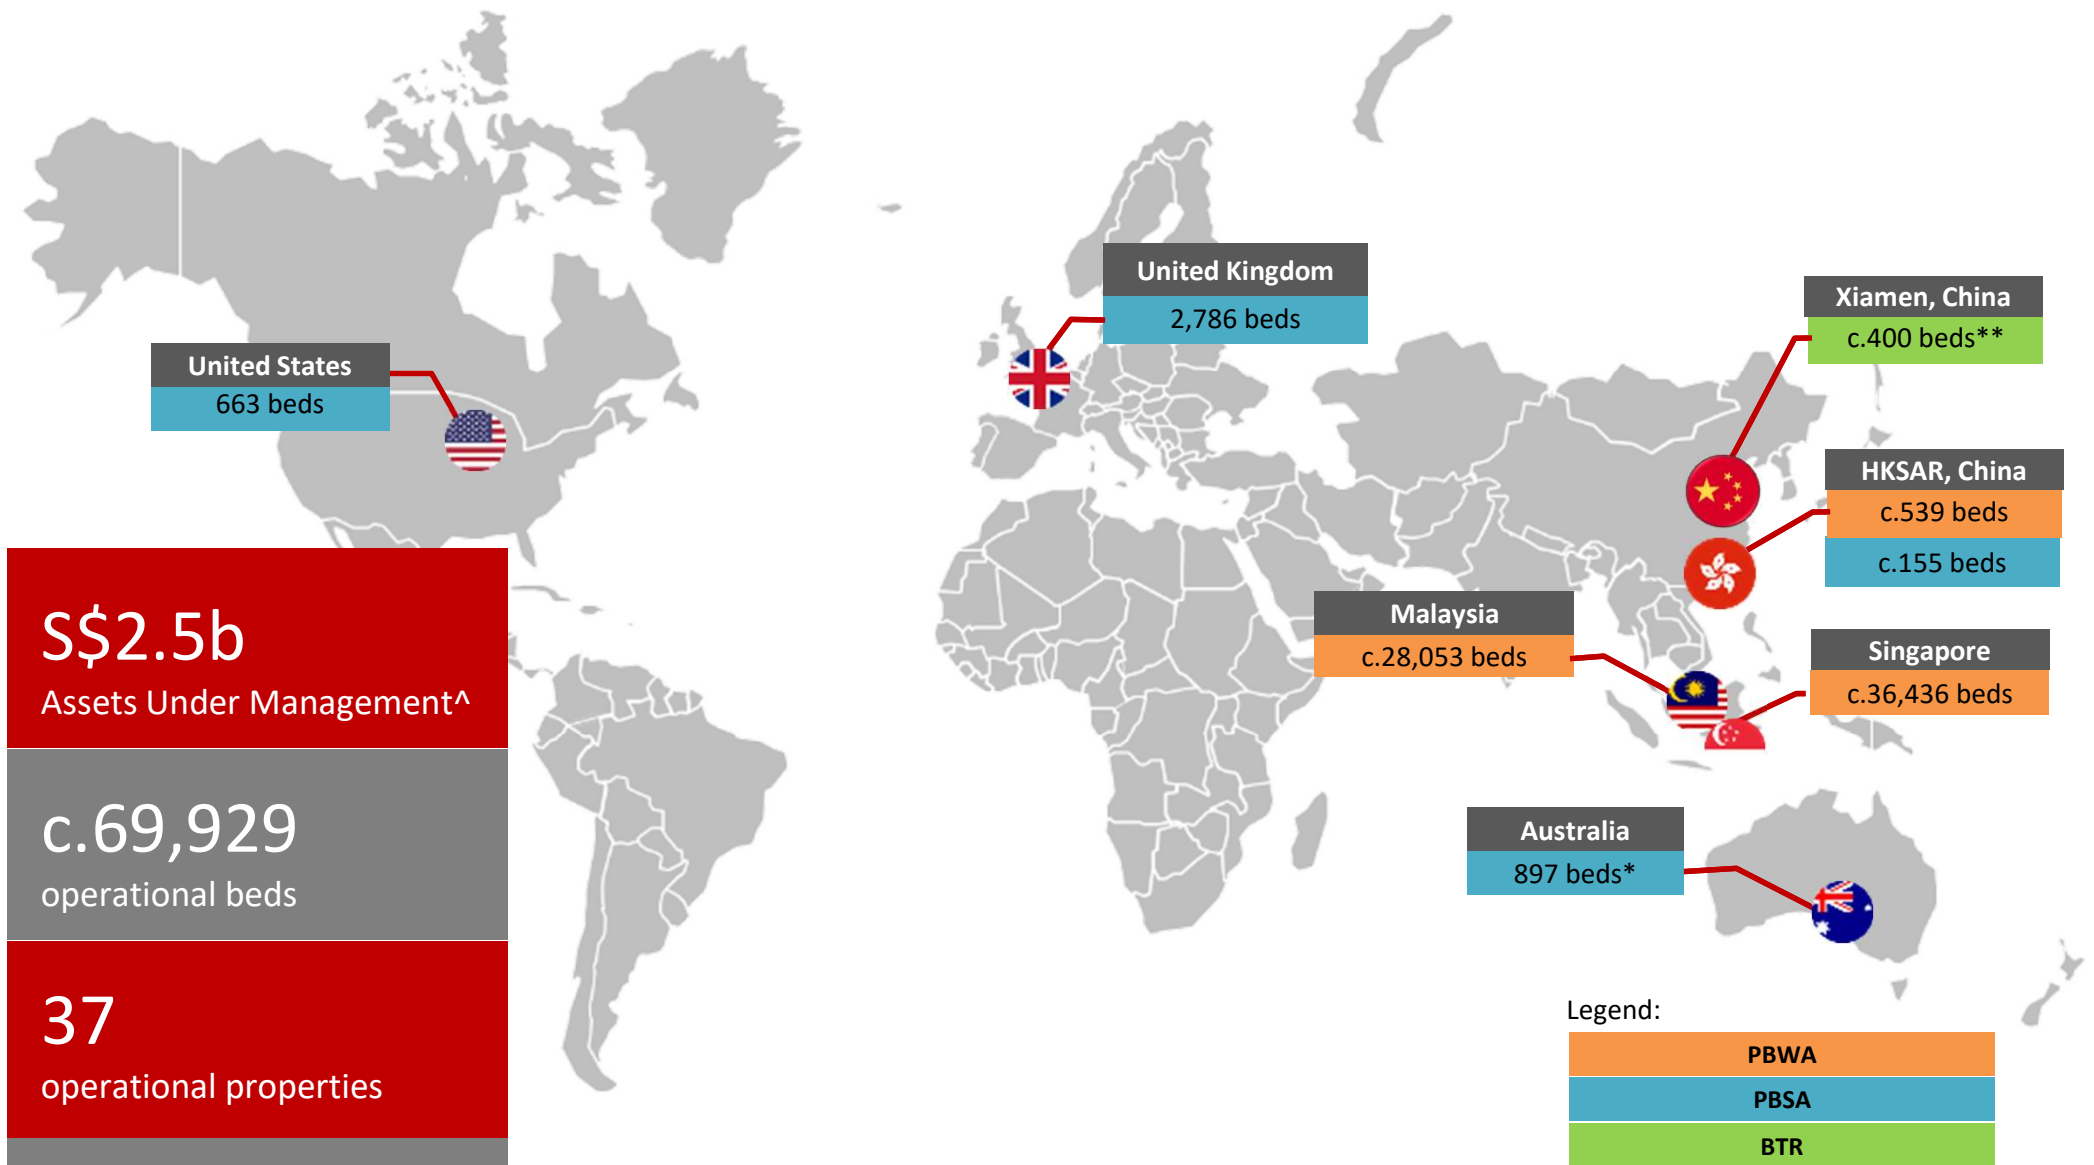 United Kingdom
2,786 beds
Xiamen, China
c.400 beds**
United States
663 beds
HKSAR, China
c.539 beds
c.155 beds
Malaysia
c.28,053 beds
Singapore
c.36,436 beds
Australia
897 beds*
S$2.5b
Assets Under Management^
c.69,929
operational beds
37
operational properties
Legend:
PBWA
PBSA
BTR